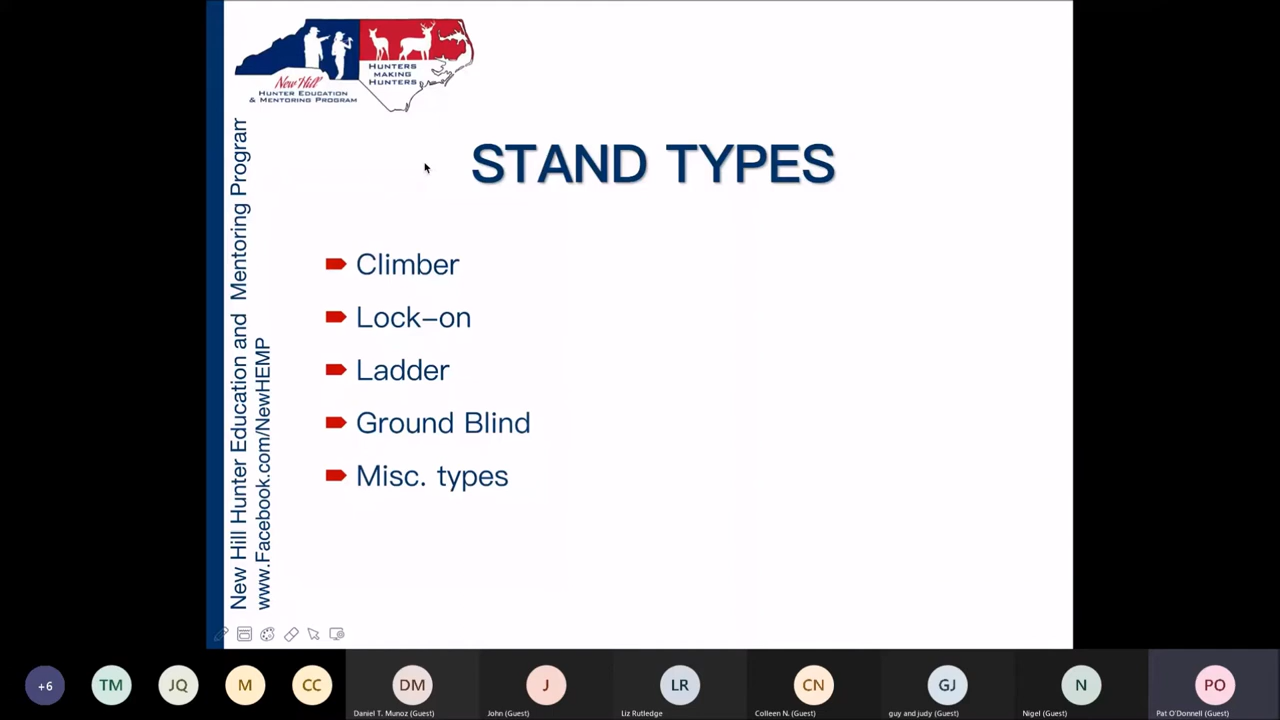 New Hill
HUNTER EDUCATION
& MENTORING PROGRAM
HUNTERS
MAKING
HUNTERS
New Hill Hunter Education and Mentoring Program
www.Facebook.com/NewHEMP
STAND TYPES
Climber
Lock-on
Ladder
Ground Blind
Misc. types
+6
TM
JQ
M
CC
DM
J
LR
CN
GJ
N
PO
Daniel T. Munoz (Guest)
John (Guest)
Liz Rutledge
Colleen N. (Guest)
guy and judy (Guest)
Nigel (Guest)
Pat O'Donnell (Guest)